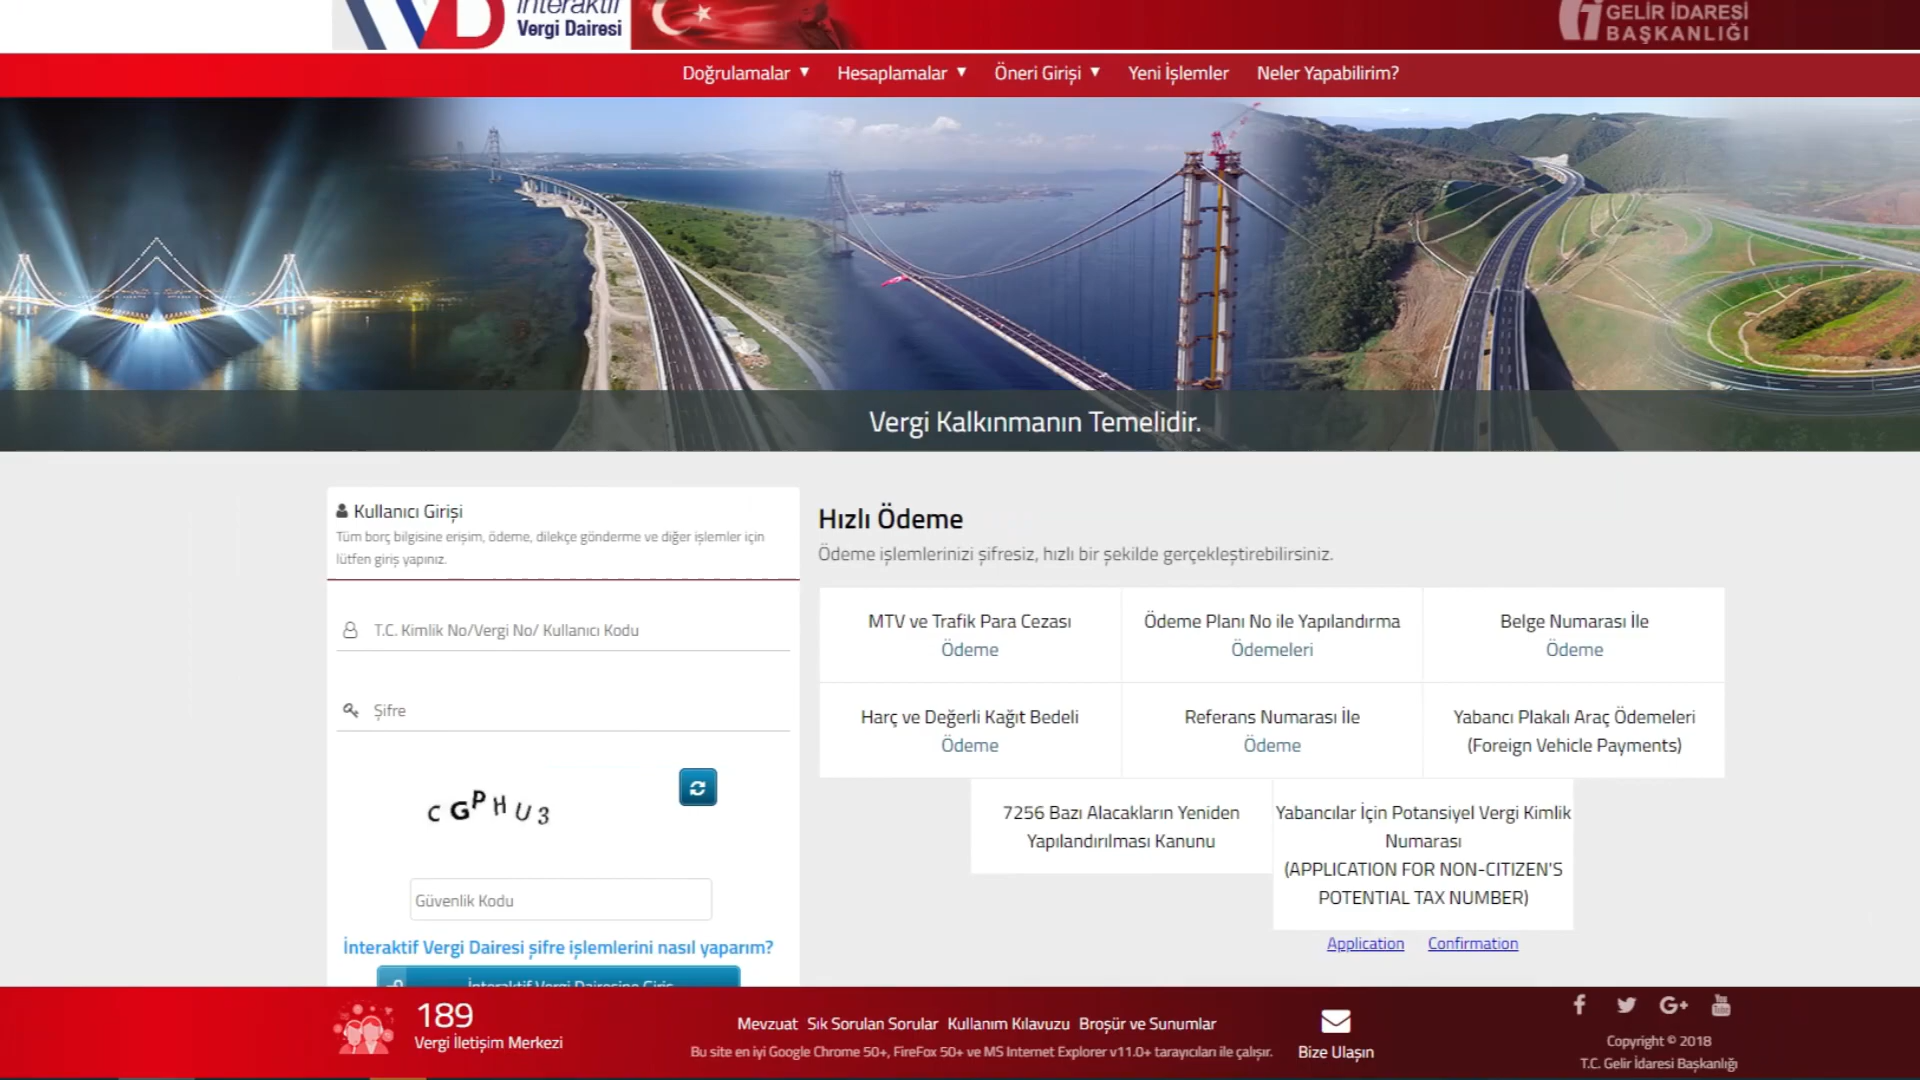 İnteraktif
Vergi Dairesi
GELİR İDARESİ
BAŞKANLIĞI
Doğrulamalar ▼ Hesaplamalar ▼ Öneri Girişi ▼ Yeni İşlemler Neler Yapabilirim?
Vergi Kalkınmanın Temelidir.
Kullanıcı Girişi
Tüm borç bilgisine erişim, ödeme, dilekçe gönderme ve diğer işlemler için
lütfen giriş yapınız.
T.C. Kimlik No/Vergi No/ Kullanıcı Kodu
Şifre
CGPHU3
Güvenlik Kodu
İnteraktif Vergi Dairesi şifre işlemlerini nasıl yaparım?
İnteraktif Vergi Dairesine Giriş
Hızlı Ödeme
Ödeme işlemlerinizi şifresiz, hızlı bir şekilde gerçekleştirebilirsiniz.
MTV ve Trafik Para Cezası
Ödeme
Ödeme Planı No ile Yapılandırma
Ödemeleri
Belge Numarası İle
Ödeme
Harç ve Değerli Kağıt Bedeli
Ödeme
Referans Numarası İle
Ödeme
Yabancı Plakalı Araç Ödemeleri
(Foreign Vehicle Payments)
7256 Bazı Alacakların Yeniden
Yapılandırılması Kanunu
Yabancılar İçin Potansiyel Vergi Kimlik
Numarası
(APPLICATION FOR NON-CITIZEN'S
POTENTIAL TAX NUMBER)
Application Confirmation
189
Vergi İletişim Merkezi
Mevzuat Sık Sorulan Sorular Kullanım Kılavuzu Broşür ve Sunumlar
Bu site en iyi Google Chrome 50+, FireFox 50+ ve MS Internet Explorer v11.0+ tarayıcıları ile çalışır.
Bize Ulaşın
Copyright © 2018
T.C. Gelir İdaresi Başkanlığı